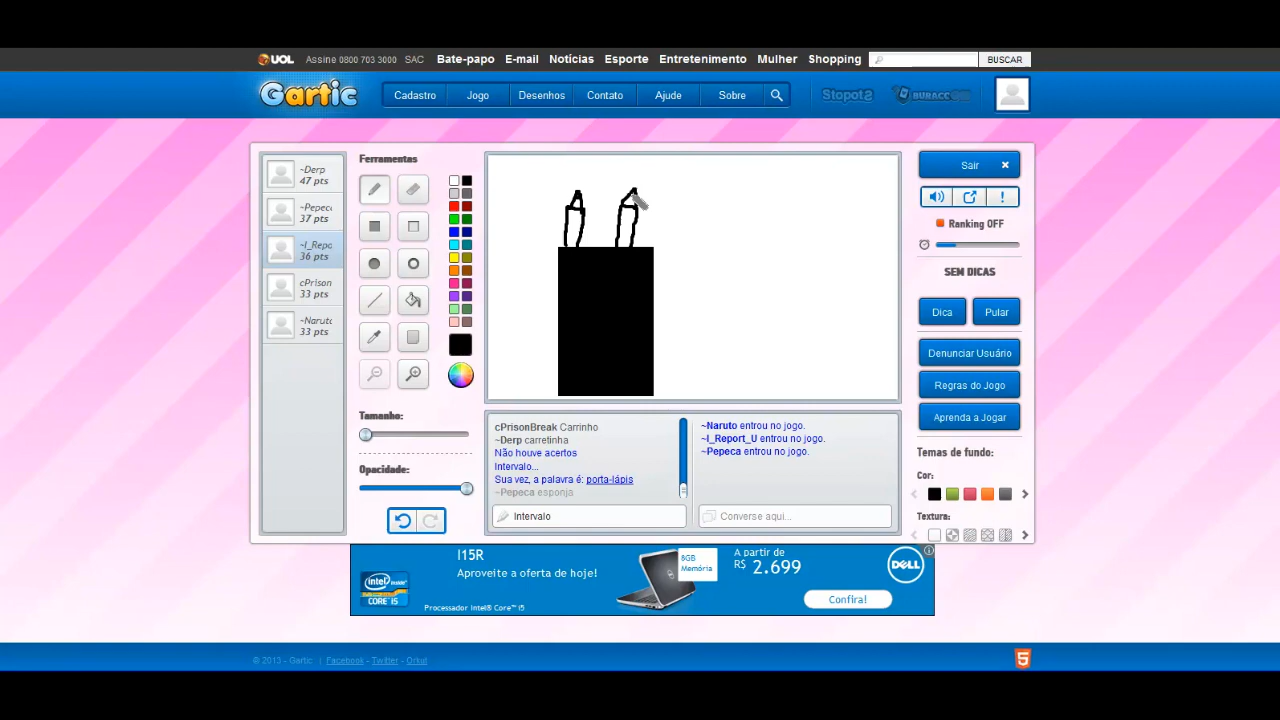 UOL Assine 0800 703 3000 SAC Bate-papo E-mail Notícias Esporte Entretenimento Mulher Shopping BUSCAR
Gartic Cadastro Jogo Desenhos Contato Ajude Sobre Stopots
~Derp
47 pts
37 pts
~I_Repo
36 pts
cPrison
33 pts
~Naruto
33 pts
Ferramentas
Tamanho:
Opacidade:
cPrisonBreak Carrinho
~Derp carretinha
Não houve acertos
Intervalo...
Sua vez, a palavra é: porta-lápis
~Pepeca esponja
Intervalo
~Naruto entrou no jogo.
~I_Report_U entrou no jogo.
~Pepeca entrou no jogo.
Converse aqui...
Sair ×
!
Ranking OFF
SEM DICAS
Dica Pular
Denunciar Usuário
Regras do Jogo
Aprenda a Jogar
Temas de fundo:
Cor:
Textura:
intel inside
CORE i5
I15R
Aproveite a oferta de hoje!
Processador Intel® Core™ i5
8GB
Memória
A partir de
R$ 2.699
DELL
Confira!
© 2013 - Gartic | Facebook - Twitter - Orkut
5